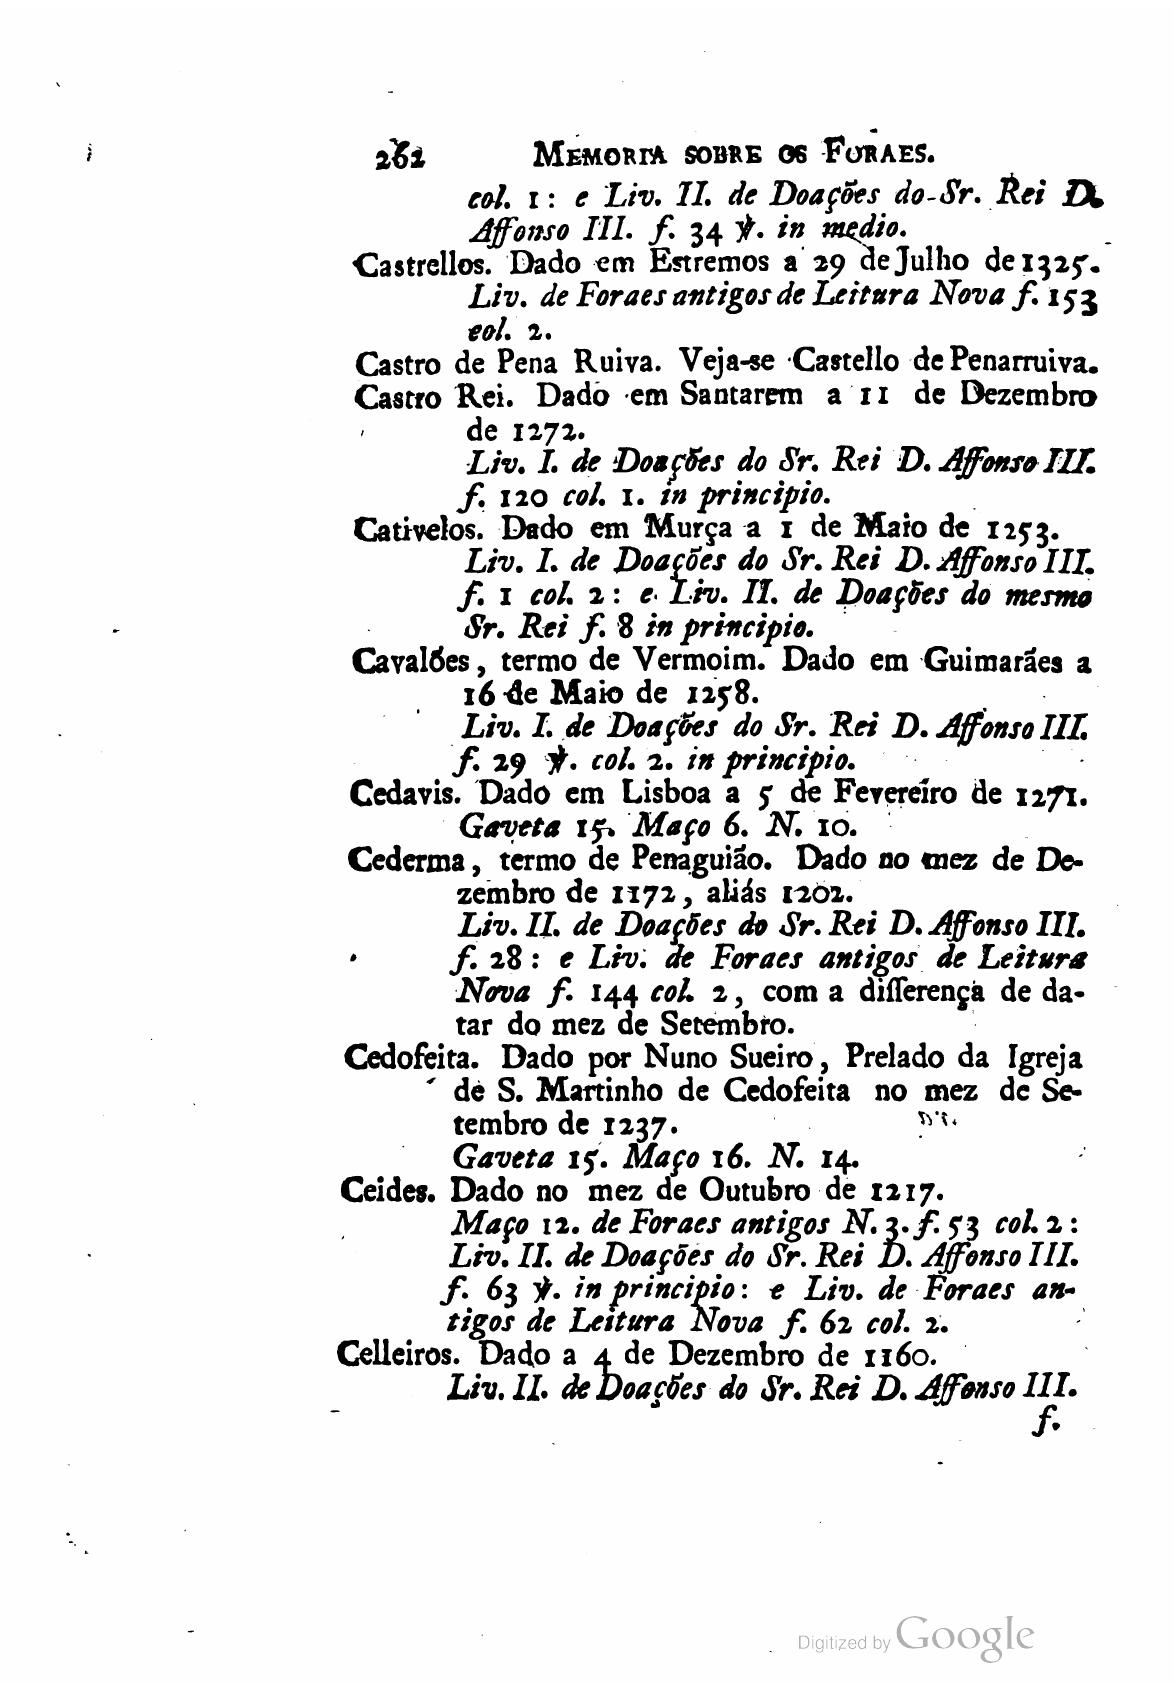 262 MEMORIA SOBRE OS FORAES.
col. 1: e Liv. II. de Doações do Sr. Rei D.
Affonso III. f. 34 ℣. in medio.
Castrellos. Dado em Estremos a 29 de Julho de 1325.
Liv. de Foraes antigos de Leitura Nova f. 153
col. 2.
Castro de Pena Ruiva. Veja-se Castello de Penarruiva.
Castro Rei. Dado em Santarem a 11 de Dezembro
de 1272.
Liv. I. de Doações do Sr. Rei D. Affonso III.
f. 120 col. 1. in principio.
Cativelos. Dado em Murça a 1 de Maio de 1253.
Liv. I. de Doações do Sr. Rei D. Affonso III.
f. 1 col. 2: e Liv. II. de Doações do mesmo
Sr. Rei f. 8 in principio.
Cavalões, termo de Vermoim. Dado em Guimarães a
16 de Maio de 1258.
Liv. I. de Doações do Sr. Rei D. Affonso III.
f. 29 ℣. col. 2. in principio.
Cedavis. Dado em Lisboa a 5 de Fevereiro de 1271.
Gaveta 15. Maço 6. N. 10.
Cederma, termo de Penaguião. Dado no mez de De-
zembro de 1172, aliás 1202.
Liv. II. de Doações do Sr. Rei D. Affonso III.
f. 28: e Liv. de Foraes antigos de Leitura
Nova f. 144 col. 2, com a differença de da-
tar do mez de Setembro.
Cedofeita. Dado por Nuno Sueiro, Prelado da Igreja
de S. Martinho de Cedofeita no mez de Se-
tembro de 1237.
Gaveta 15. Maço 16. N. 14.
Ceides. Dado no mez de Outubro de 1217.
Maço 12. de Foraes antigos N. 3. f. 53 col. 2:
Liv. II. de Doações do Sr. Rei D. Affonso III.
f. 63 ℣. in principio: e Liv. de Foraes an-
tigos de Leitura Nova f. 62 col. 2.
Celleiros. Dado a 4 de Dezembro de 1160.
Liv. II. de Doações do Sr. Rei D. Affonso III.
f.
Digitized by Google